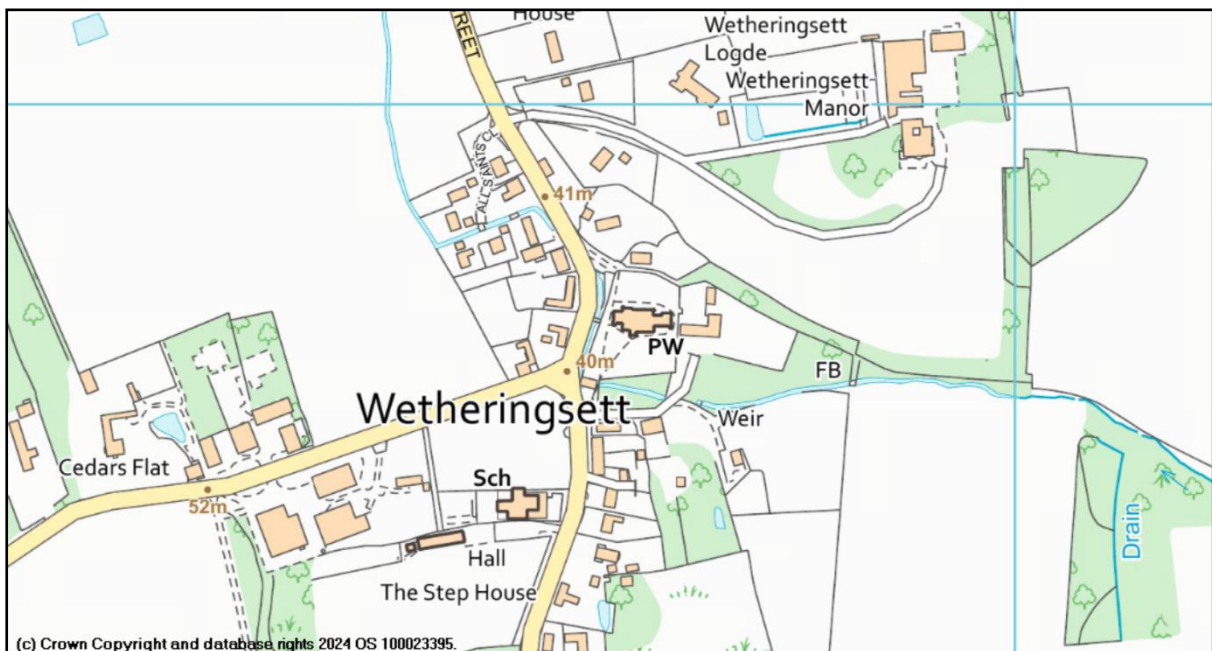 House
REET
Wetheringsett
Logde
Wetheringsett
Manor
ALL SAINTS CL
41m
PW
40m
FB
Wetheringsett
Weir
Cedars Flat
Sch
52m
Drain
Hall
The Step House
(c) Crown Copyright and database rights 2024 OS 100023395.